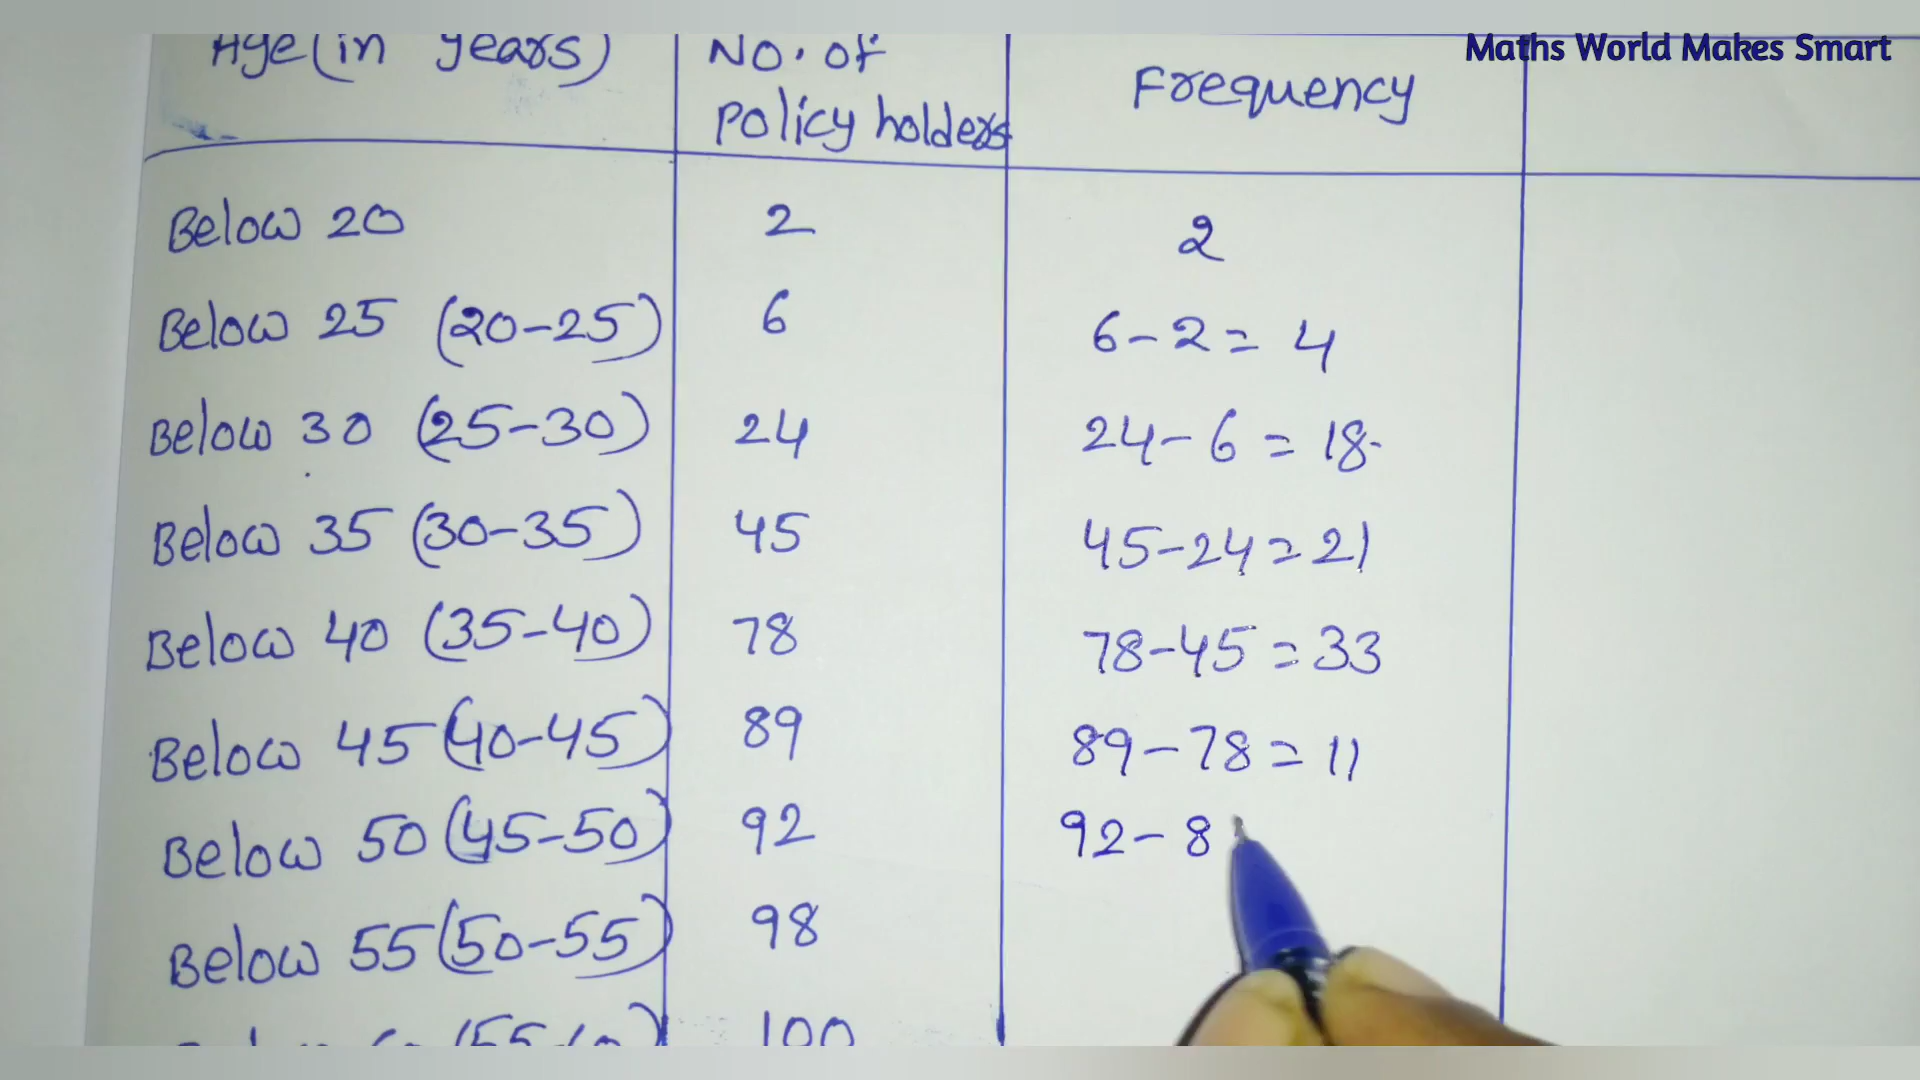 Maths World Makes Smart
Age (in years) No. of Policy holders Frequency
Below 20 2 2
Below 25 (20-25) 6 6-2= 4
Below 30 (25-30) 24 24-6 = 18
Below 35 (30-35) 45 45-24=21
Below 40 (35-40) 78 78-45=33
Below 45 (40-45) 89 89-78=11
Below 50 (45-50) 92 92-8
Below 55 (50-55) 98
100